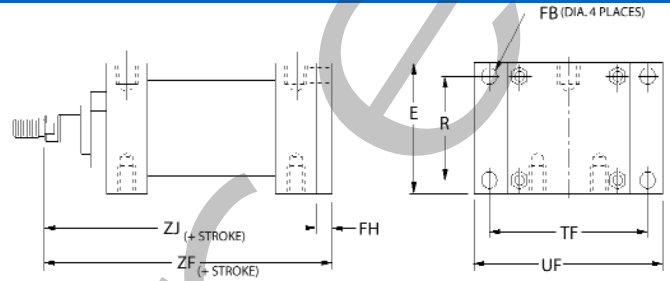 FB (DIA. 4 PLACES)
E
R
ZJ (+ STROKE)
FH
TF
ZF (+ STROKE)
UF